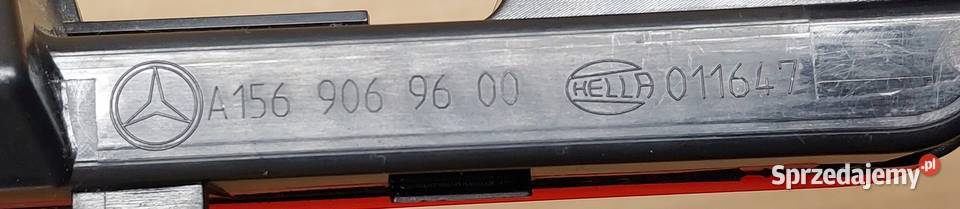 A156 906 96 00 HELLA 011647
Sprzedajemy.pl